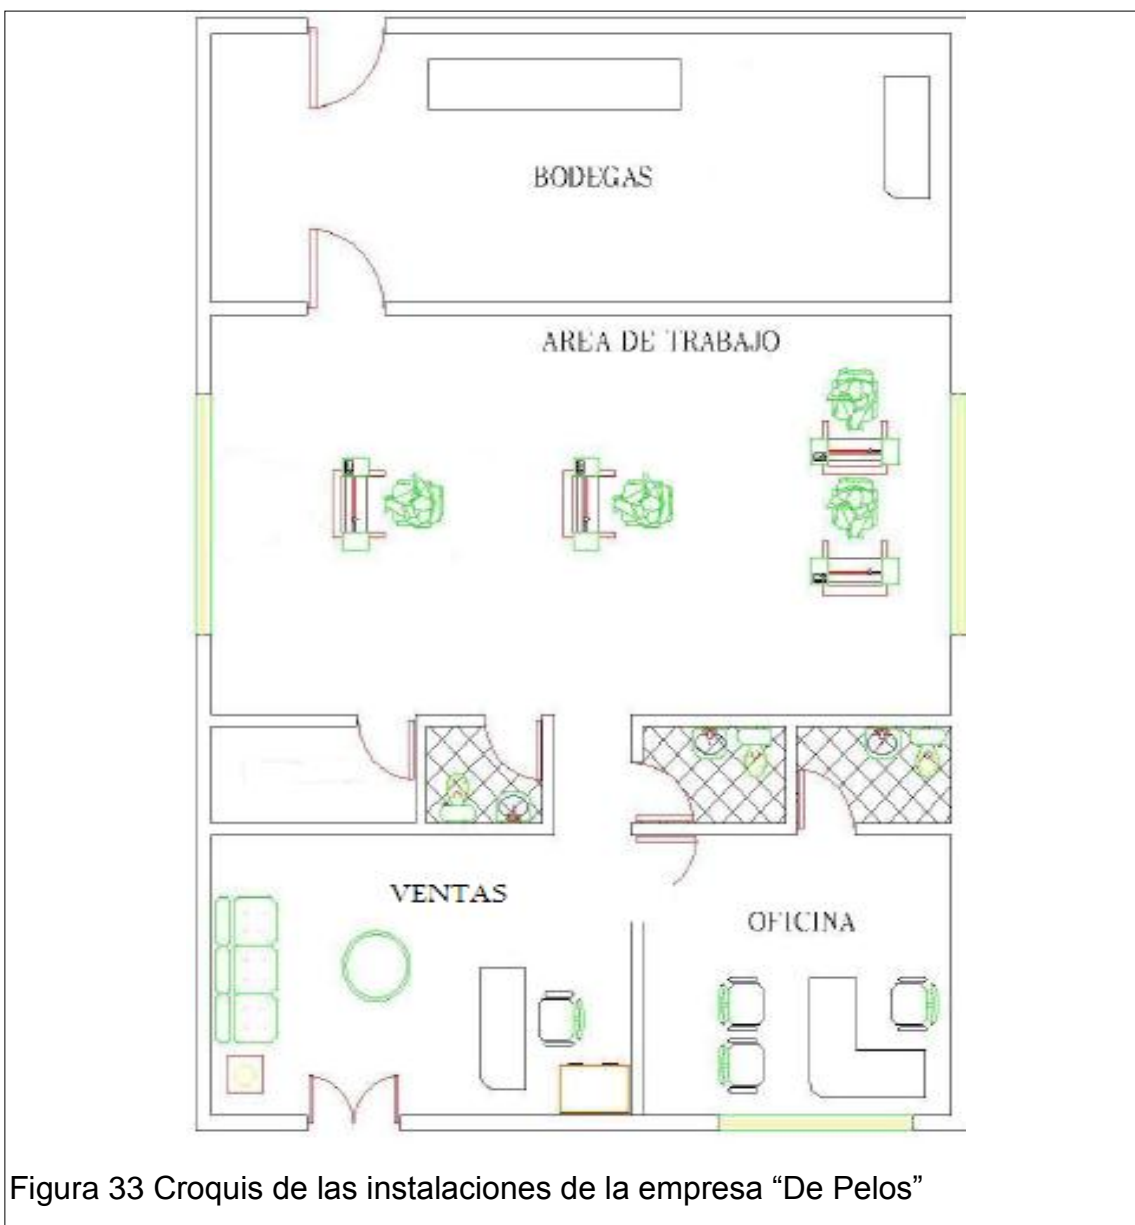 BODEGAS
AREA DE TRABAJO
VENTAS
OFICINA
Figura 33 Croquis de las instalaciones de la empresa “De Pelos”